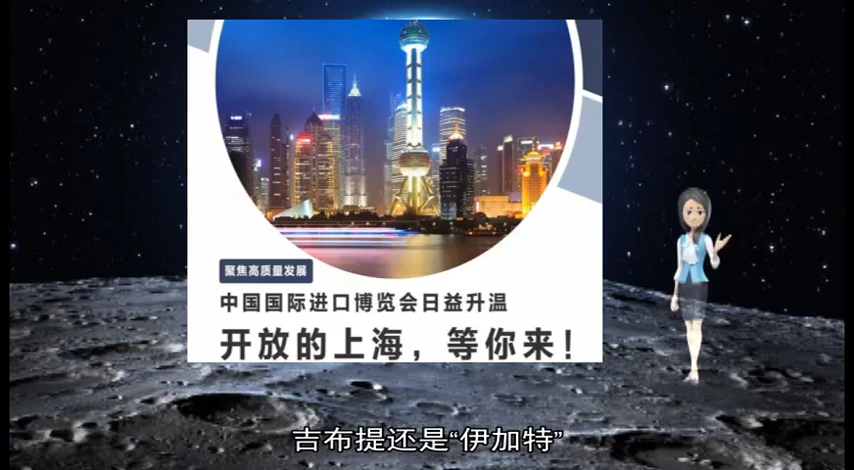 聚焦高质量发展
中国国际进口博览会日益升温
开放的上海，等你来！
吉布提还是“伊加特”